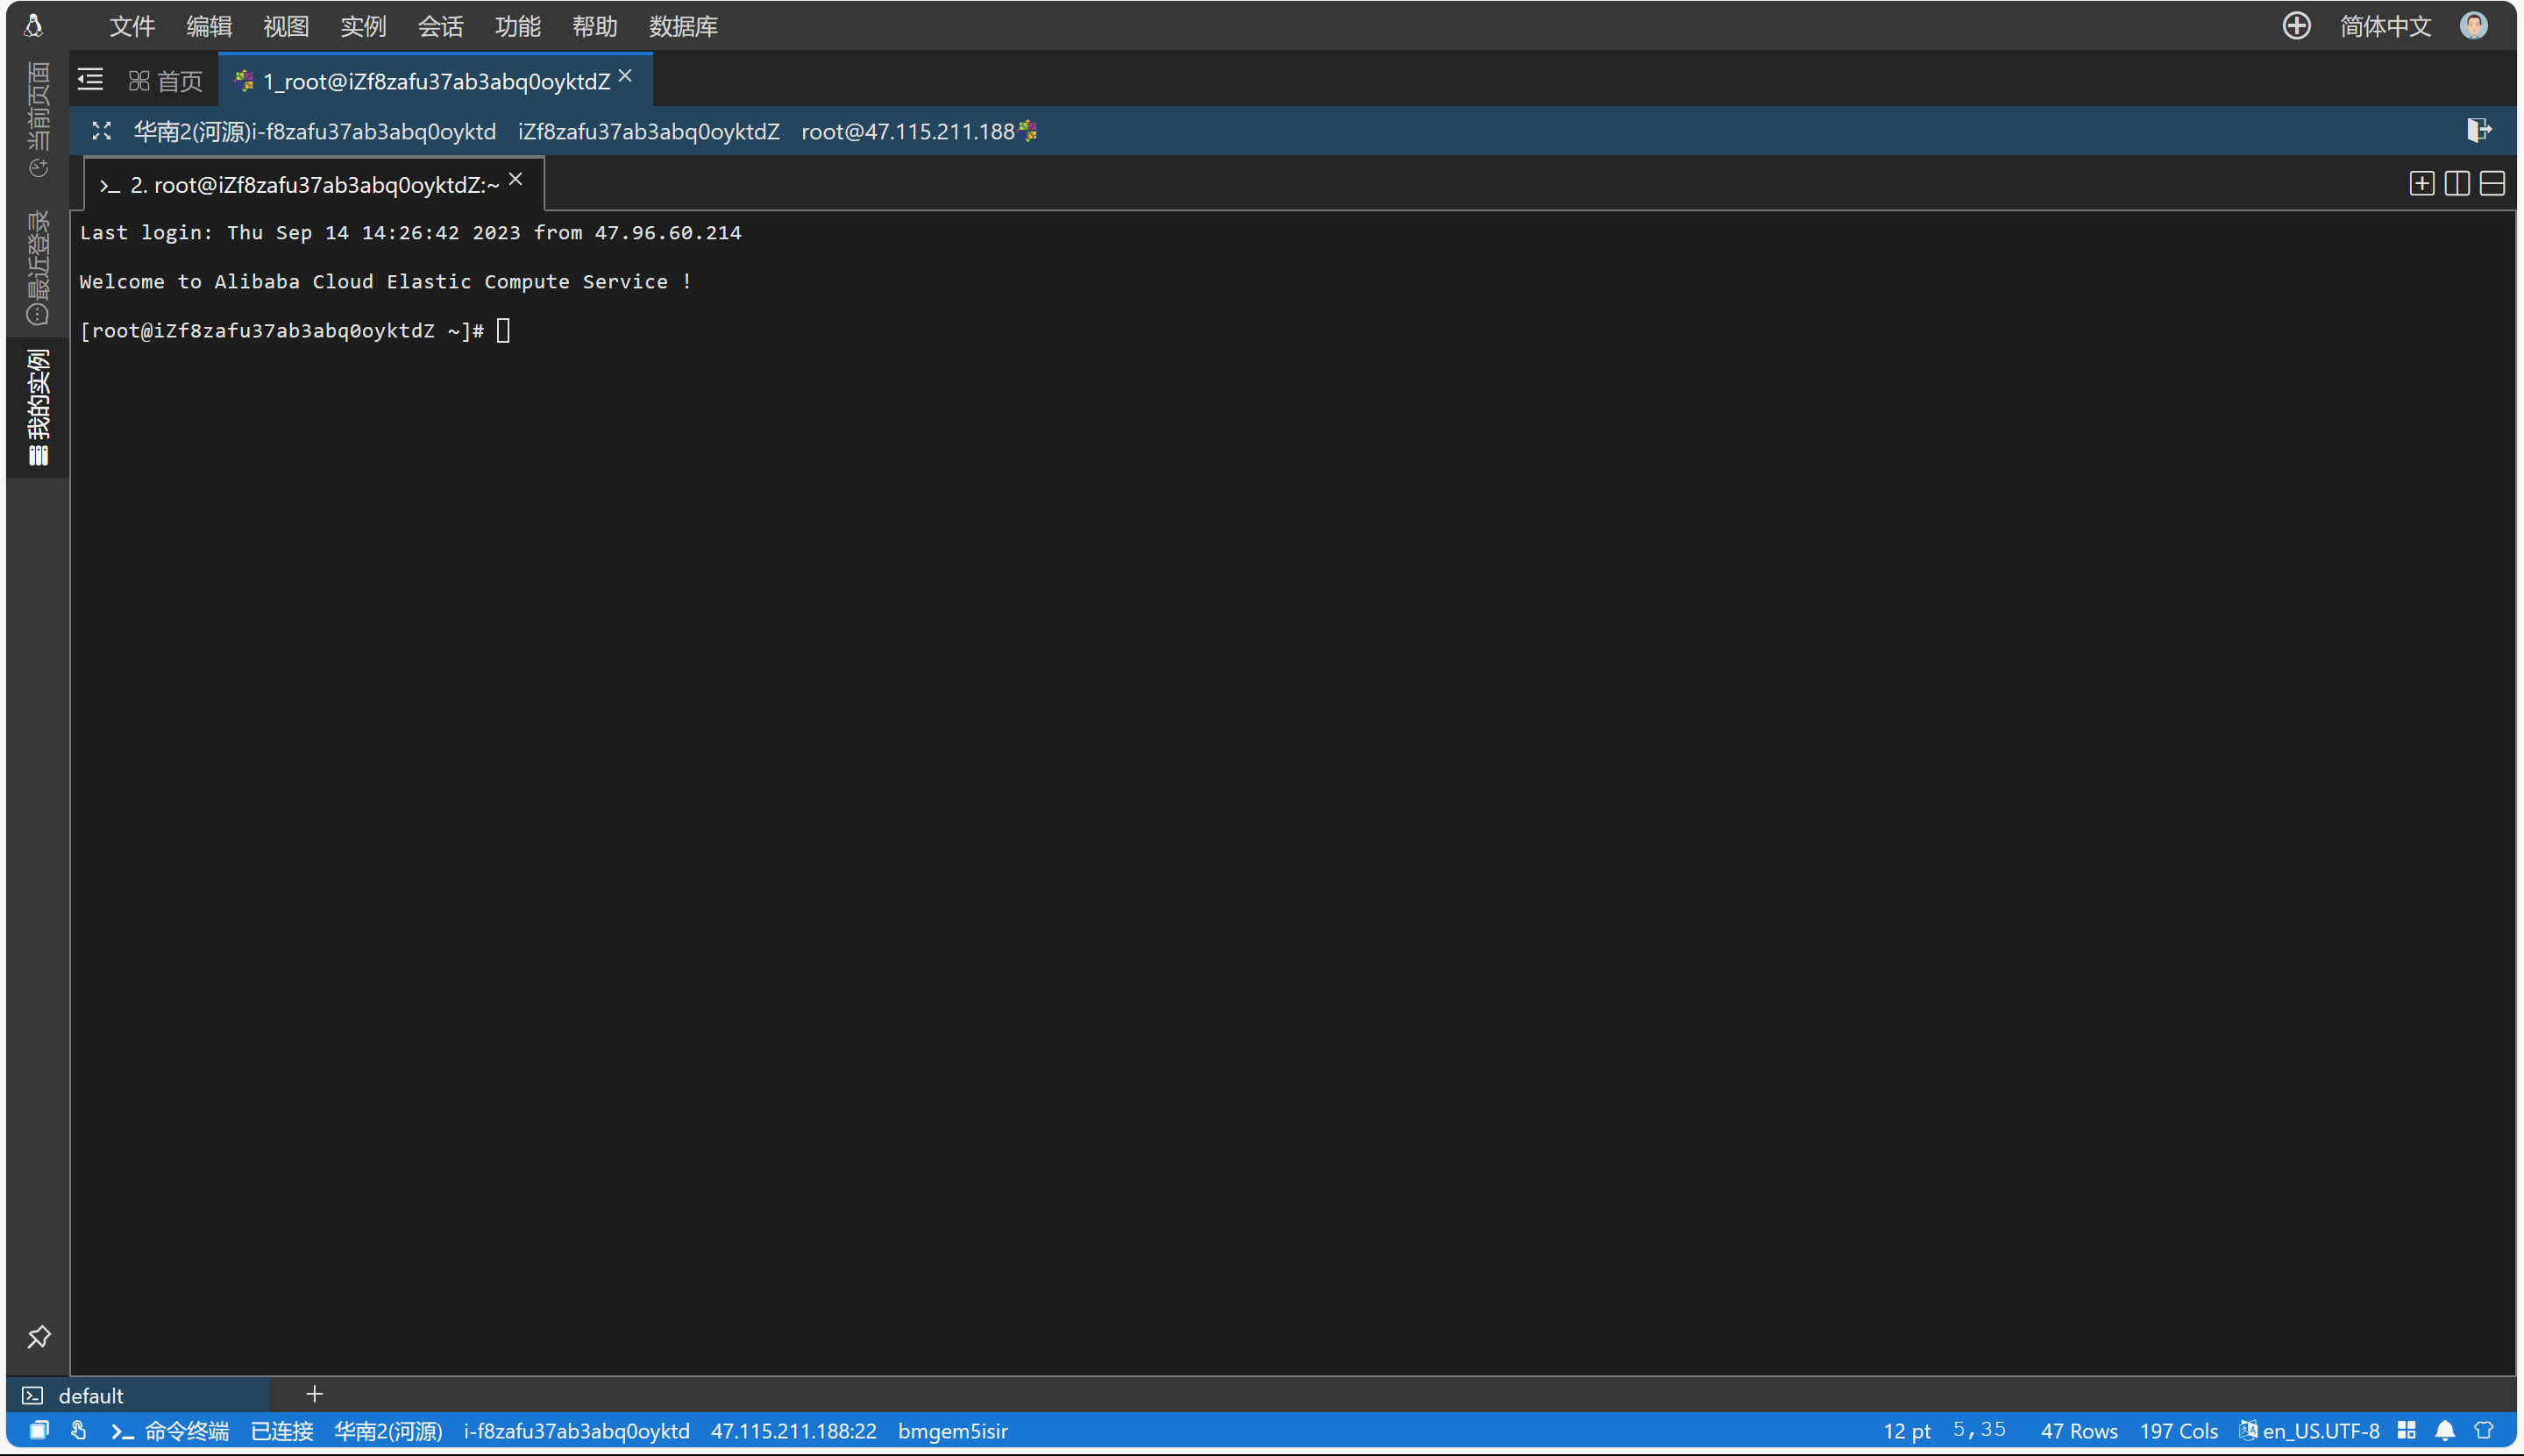 文件 编辑 视图 实例 会话 功能 帮助 数据库 简体中文
首页 1_root@iZf8zafu37ab3abq0oyktdZ
华南2(河源)i-f8zafu37ab3abq0oyktd iZf8zafu37ab3abq0oyktdZ root@47.115.211.188
2. root@iZf8zafu37ab3abq0oyktdZ:~
当前页面
最近登录
我的实例
Last login: Thu Sep 14 14:26:42 2023 from 47.96.60.214
Welcome to Alibaba Cloud Elastic Compute Service !
[root@iZf8zafu37ab3abq0oyktdZ ~]#
default
命令终端 已连接 华南2(河源) i-f8zafu37ab3abq0oyktd 47.115.211.188:22 bmgem5isir 12 pt 5,35 47 Rows 197 Cols en_US.UTF-8